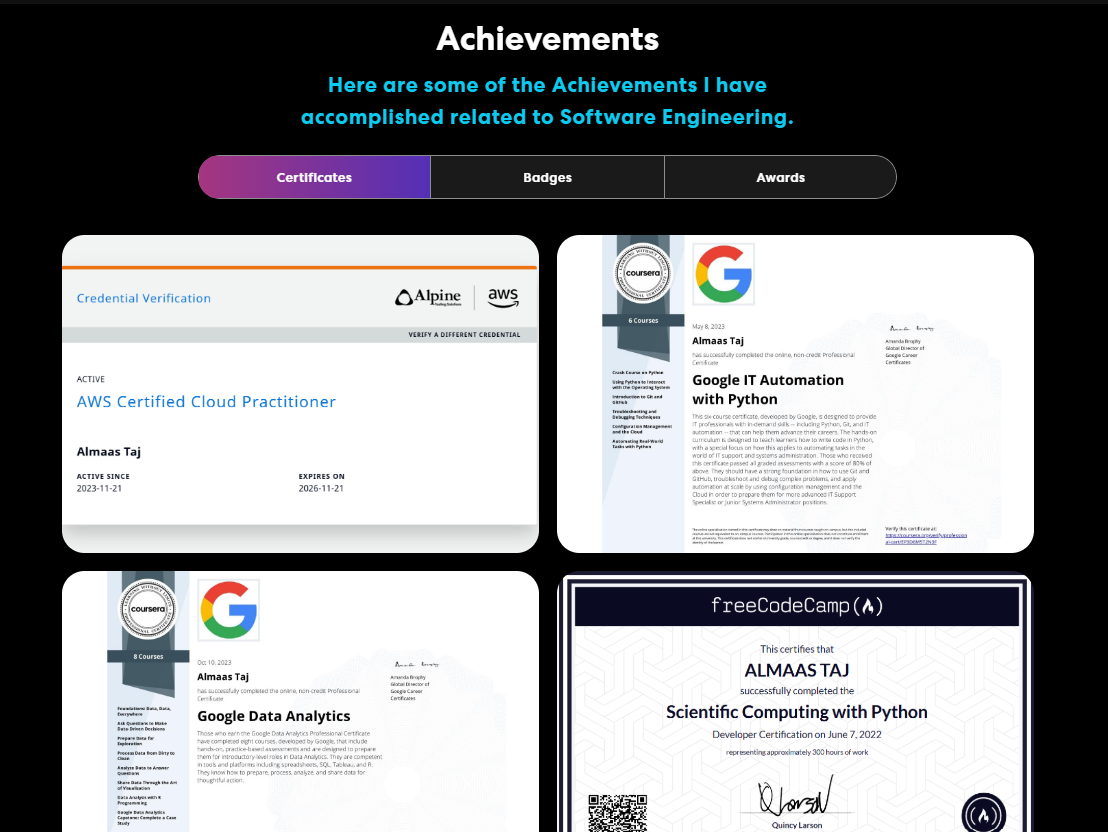 Achievements
Here are some of the Achievements I have
accomplished related to Software Engineering.
Certificates
Badges
Awards
Credential Verification
Alpine
Testing Solutions
aws
VERIFY A DIFFERENT CREDENTIAL
ACTIVE
AWS Certified Cloud Practitioner
Almaas Taj
ACTIVE SINCE
2023-11-21
EXPIRES ON
2026-11-21
LEARNING WITHOUT LIMITS
coursera
PROFESSIONAL CERTIFICATE
6 Courses
Crash Course on Python
Using Python to Interact
with the Operating System
Introduction to Git and
GitHub
Troubleshooting and
Debugging Techniques
Configuration Management
and the Cloud
Automating Real-World
Tasks with Python
May 8, 2023
Almaas Taj
has successfully completed the online, non-credit Professional
Certificate
Google IT Automation
with Python
This six-course certificate, developed by Google, is designed to provide
IT professionals with in-demand skills -- including Python, Git, and IT
automation -- that can help them advance their careers. The hands-on
curriculum is designed to teach learners how to write code in Python,
with a special focus on how this applies to automating tasks in the
world of IT support and systems administration. Those who received
this certificate passed all graded assessments with a score of 80% of
above. They should have a strong foundation in how to use Git and
GitHub, troubleshoot and debug complex problems, and apply
automation at scale by using configuration management and the
Cloud in order to prepare them for more advanced IT Support
Specialist or Junior Systems Administrator positions.
Amanda Brophy
Global Director of
Google Career
Certificates
Verify this certificate at:
LEARNING WITHOUT LIMITS
coursera
PROFESSIONAL CERTIFICATE
8 Courses
Foundations: Data, Data,
Everywhere
Ask Questions to Make
Data-Driven Decisions
Prepare Data for
Exploration
Process Data from Dirty to
Clean
Analyze Data to Answer
Questions
Share Data Through the Art
of Visualization
Data Analysis with R
Programming
Google Data Analytics
Capstone: Complete a Case
Study
Oct 10, 2023
Almaas Taj
has successfully completed the online, non-credit Professional
Certificate
Google Data Analytics
Those who earn the Google Data Analytics Professional Certificate
have completed eight courses, developed by Google, that include
hands-on, practice-based assessments and are designed to prepare
them for introductory-level roles in Data Analytics. They are competent
in tools and platforms including spreadsheets, SQL, Tableau, and R.
They know how to prepare, process, analyze, and share data for
thoughtful action.
Amanda Brophy
Global Director of
Google Career
Certificates
freeCodeCamp
This certifies that
ALMAAS TAJ
successfully completed the
Scientific Computing with Python
Developer Certification on June 7, 2022
representing approximately 300 hours of work
Quincy Larson